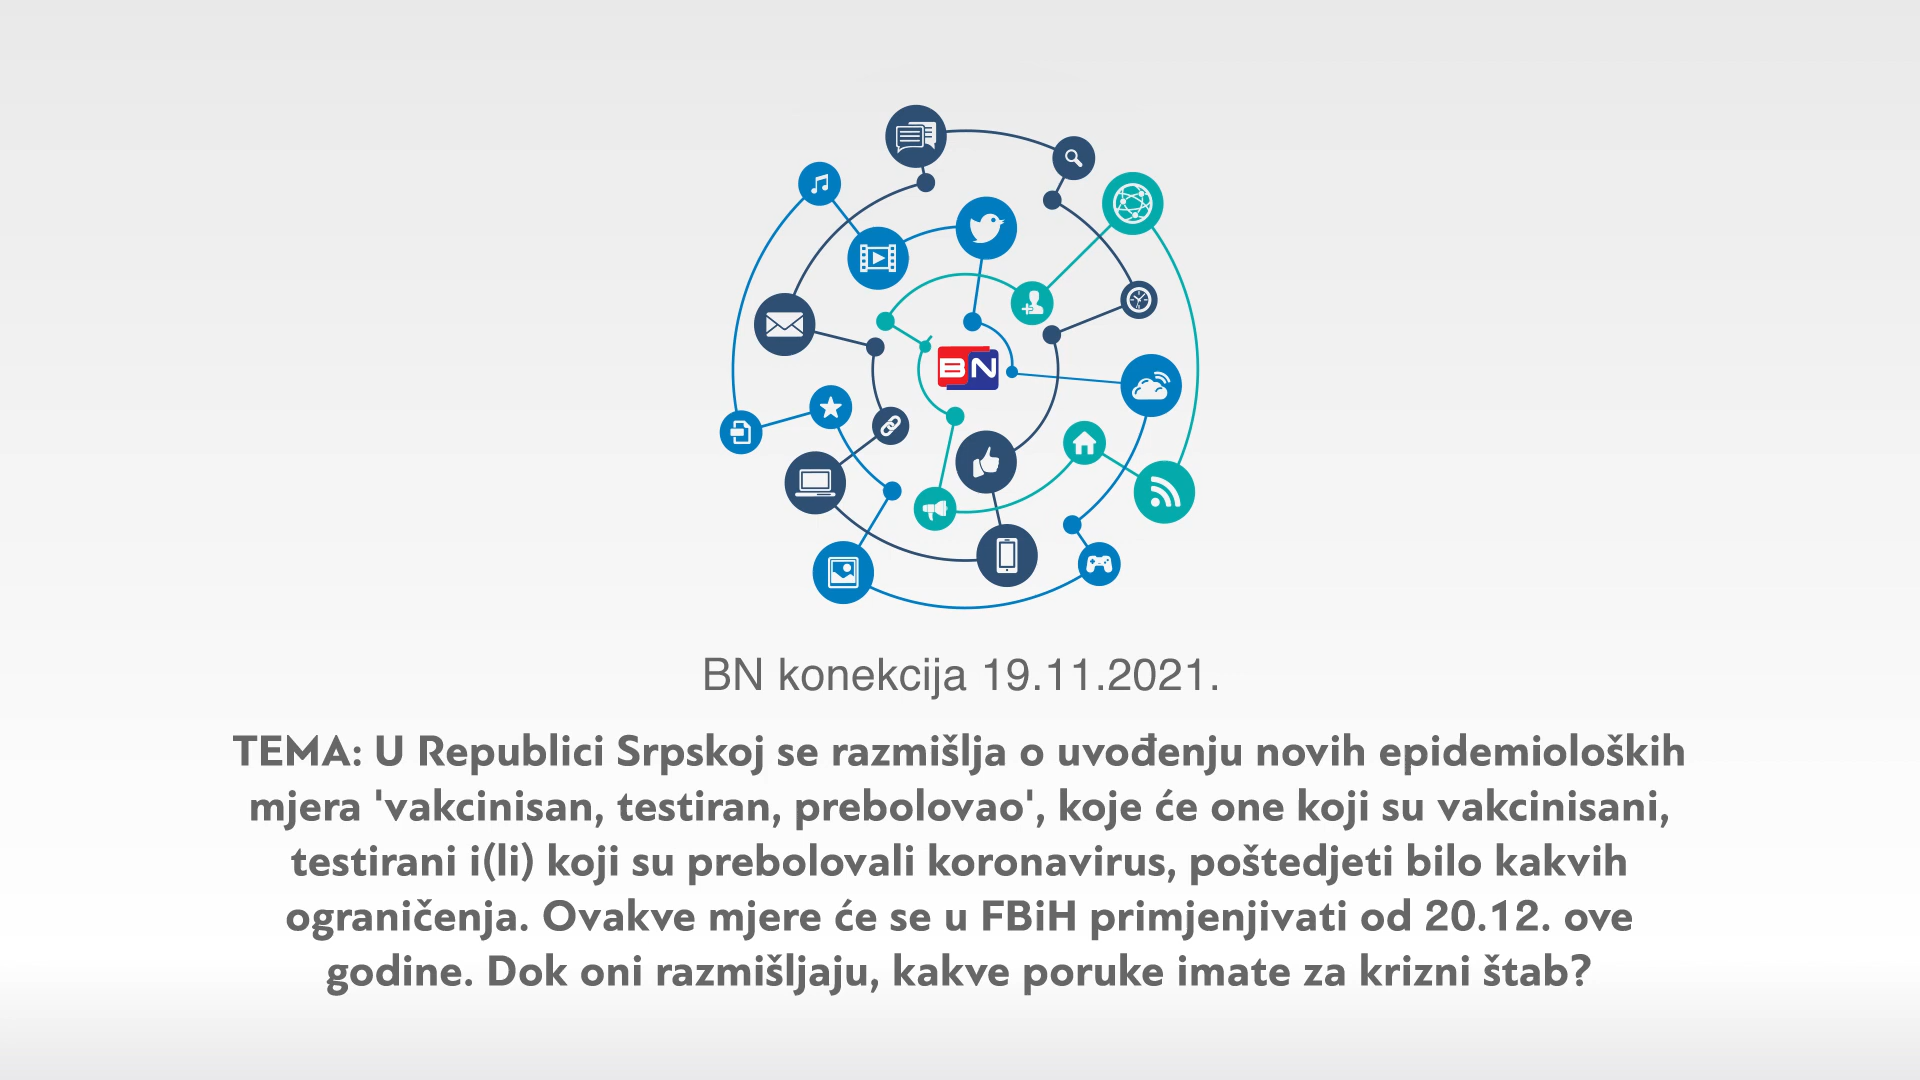 BN
BN konekcija 19.11.2021.
TEMA: U Republici Srpskoj se razmišlja o uvođenju novih epidemioloških
mjera 'vakcinisan, testiran, prebolovao', koje će one koji su vakcinisani,
testirani i(li) koji su prebolovali koronavirus, poštedjeti bilo kakvih
ograničenja. Ovakve mjere će se u FBiH primjenjivati od 20.12. ove
godine. Dok oni razmišljaju, kakve poruke imate za krizni štab?